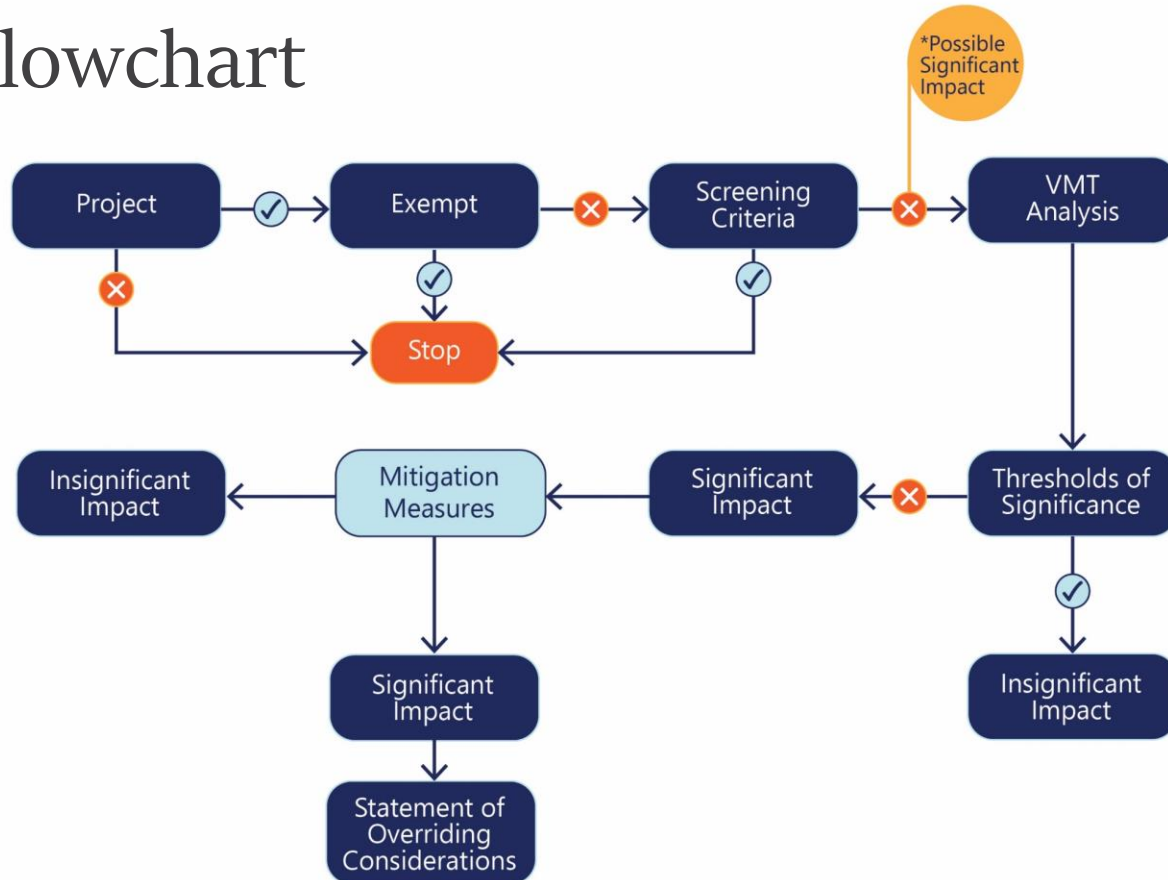 lowchart
*Possible
Significant
Impact
Project
Exempt
Screening
Criteria
VMT
Analysis
Stop
Insignificant
Impact
Mitigation
Measures
Significant
Impact
Thresholds of
Significance
Significant
Impact
Insignificant
Impact
Statement of
Overriding
Considerations